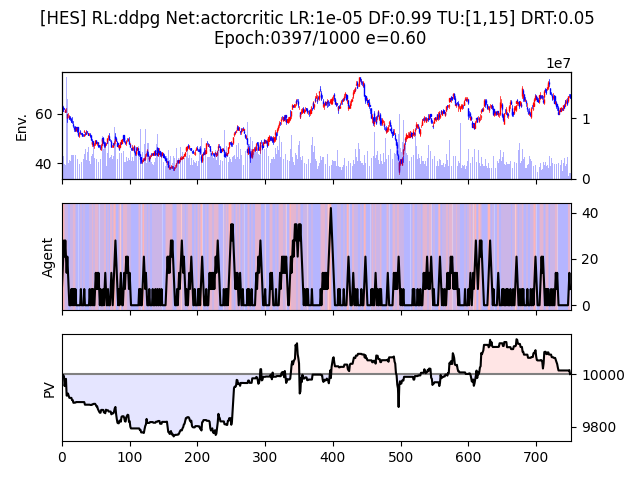 [HES] RL:ddpg Net:actorcritic LR:1e-05 DF:0.99 TU:[1,15] DRT:0.05
Epoch:0397/1000 e=0.60
1e7
Env.
60
40
1
0
Agent
40
20
0
PV
10000
9800
0 100 200 300 400 500 600 700